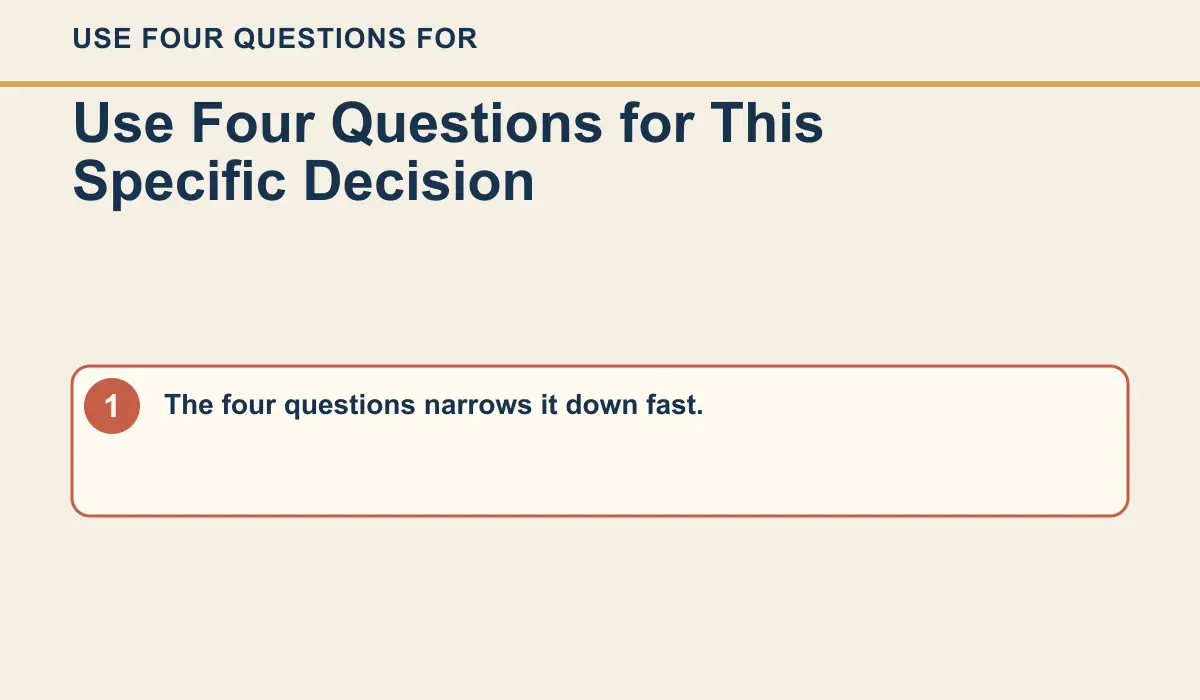 USE FOUR QUESTIONS FOR
Use Four Questions for This
Specific Decision
1 The four questions narrows it down fast.